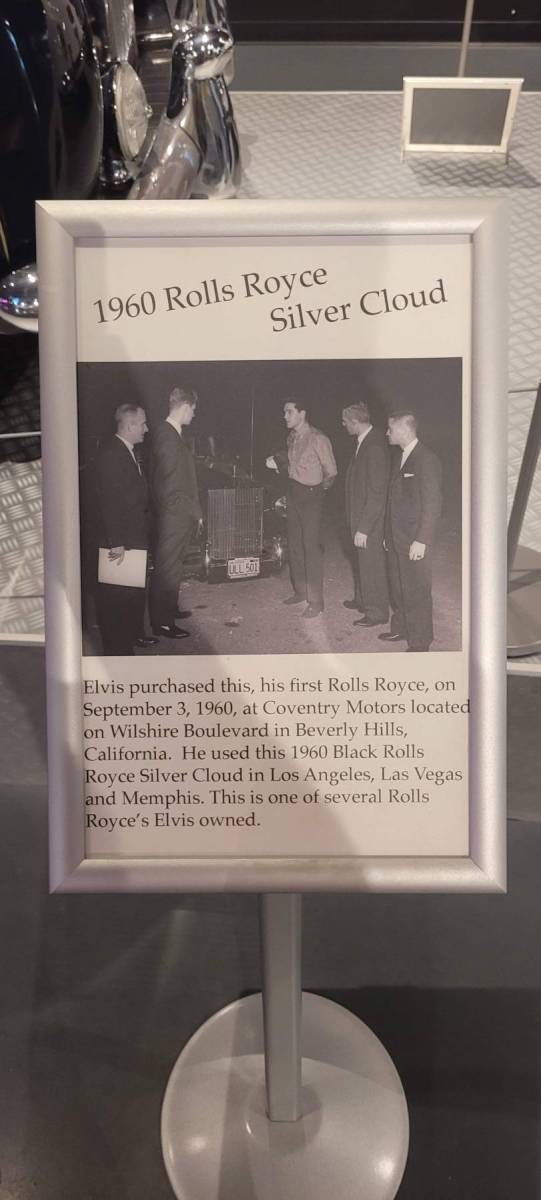 1960 Rolls Royce
Silver Cloud
ULL 501
Elvis purchased this, his first Rolls Royce, on
September 3, 1960, at Coventry Motors located
on Wilshire Boulevard in Beverly Hills,
California.  He used this 1960 Black Rolls
Royce Silver Cloud in Los Angeles, Las Vegas
and Memphis. This is one of several Rolls
Royce's Elvis owned.